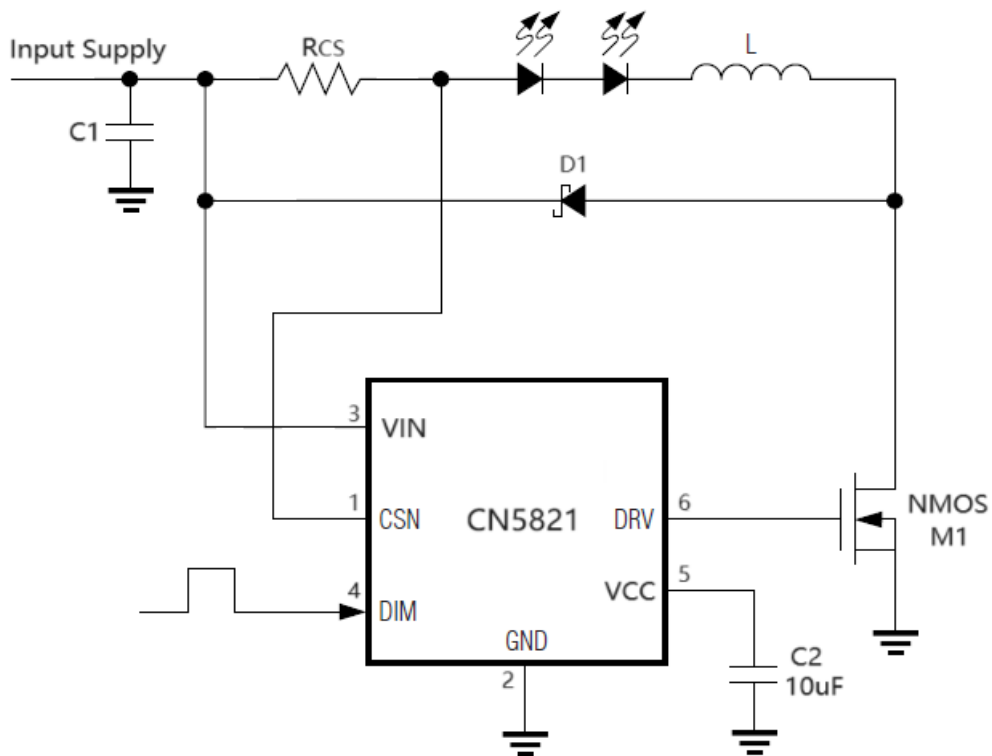 Input Supply
RCS
L
C1
D1
3
VIN
1
CSN
CN5821
DRV
6
NMOS
M1
4
DIM
VCC
5
GND
2
C2
10uF